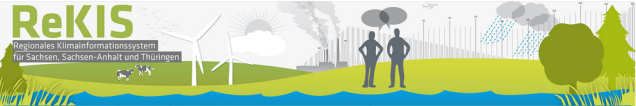 ReKIS
Regionales Klimainformationssystem
für Sachsen, Sachsen-Anhalt und Thüringen